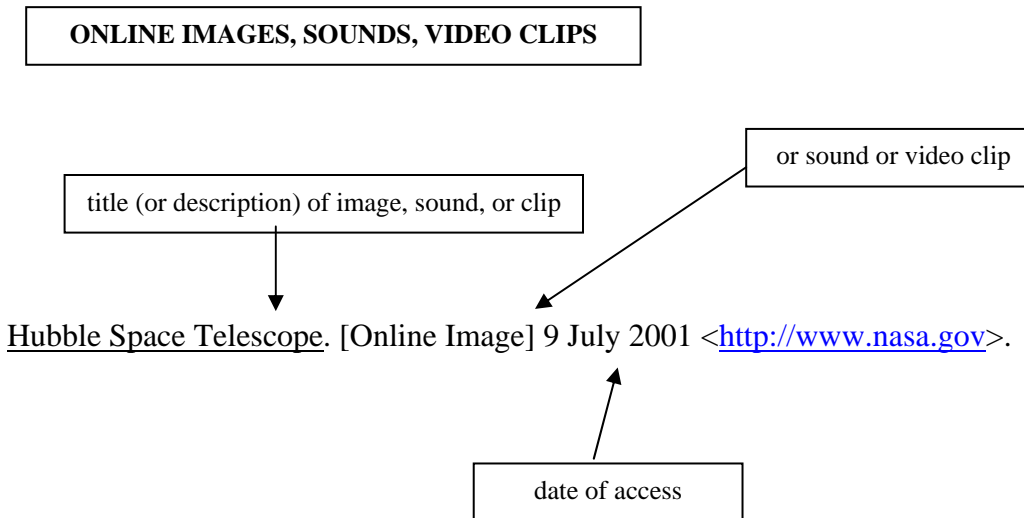 ONLINE IMAGES, SOUNDS, VIDEO CLIPS
or sound or video clip
title (or description) of image, sound, or clip
Hubble Space Telescope. [Online Image] 9 July 2001 <http://www.nasa.gov>.
date of access